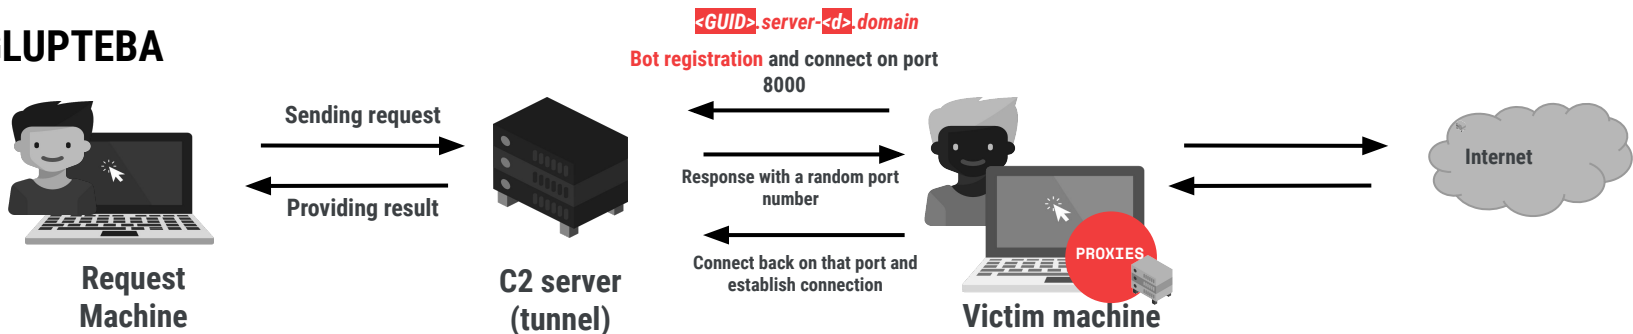 <GUID>.server-<d>.domain
GLUPTEBA
Bot registration and connect on port
8000
Sending request
Providing result
Response with a random port
number
Connect back on that port and
establish connection
Internet
PROXIES
Request
Machine
C2 server
(tunnel)
Victim machine